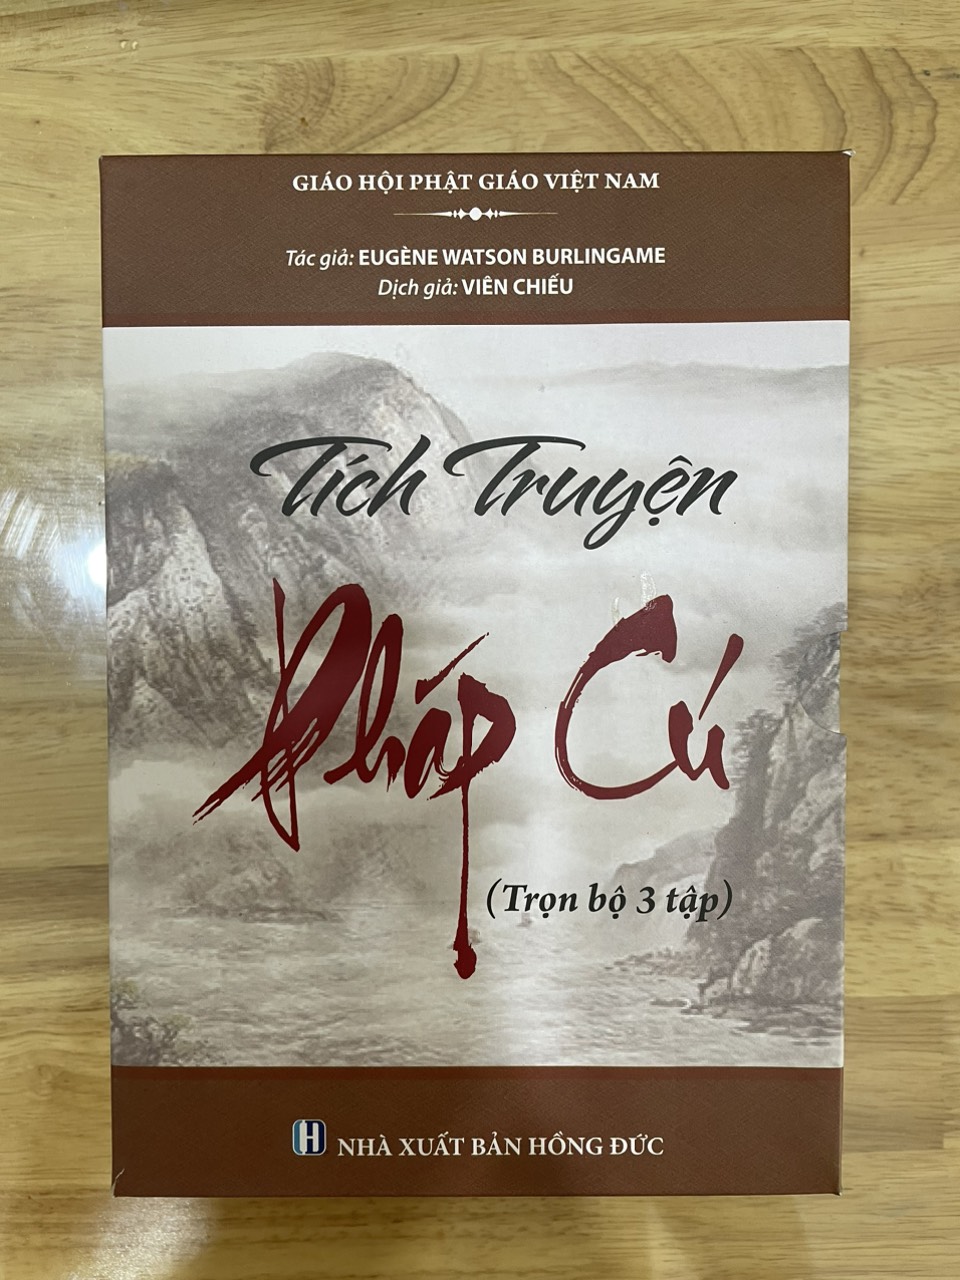 GIÁO HỘI PHẬT GIÁO VIỆT NAM
Tác giả: EUGÈNE WATSON BURLINGAME
Dịch giả: VIÊN CHIẾU
Tích Truyện
Pháp Cú
(Trọn bộ 3 tập)
H NHÀ XUẤT BẢN HỒNG ĐỨC